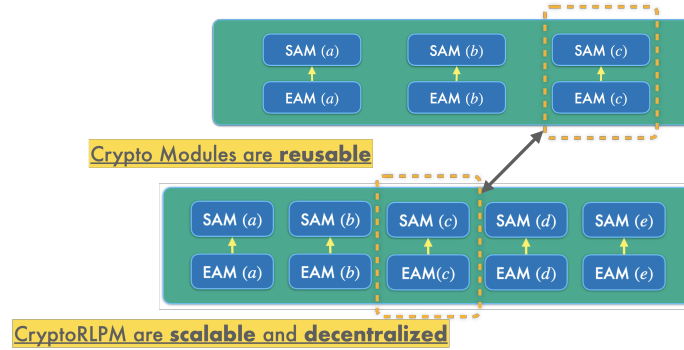 SAM (a) SAM (b) SAM (c)
EAM (a) EAM (b) EAM (c)
Crypto Modules are reusable
SAM (a) SAM (b) SAM (c) SAM (d) SAM (e)
EAM (a) EAM (b) EAM(c) EAM (d) EAM (e)
CryptoRLPM are scalable and decentralized